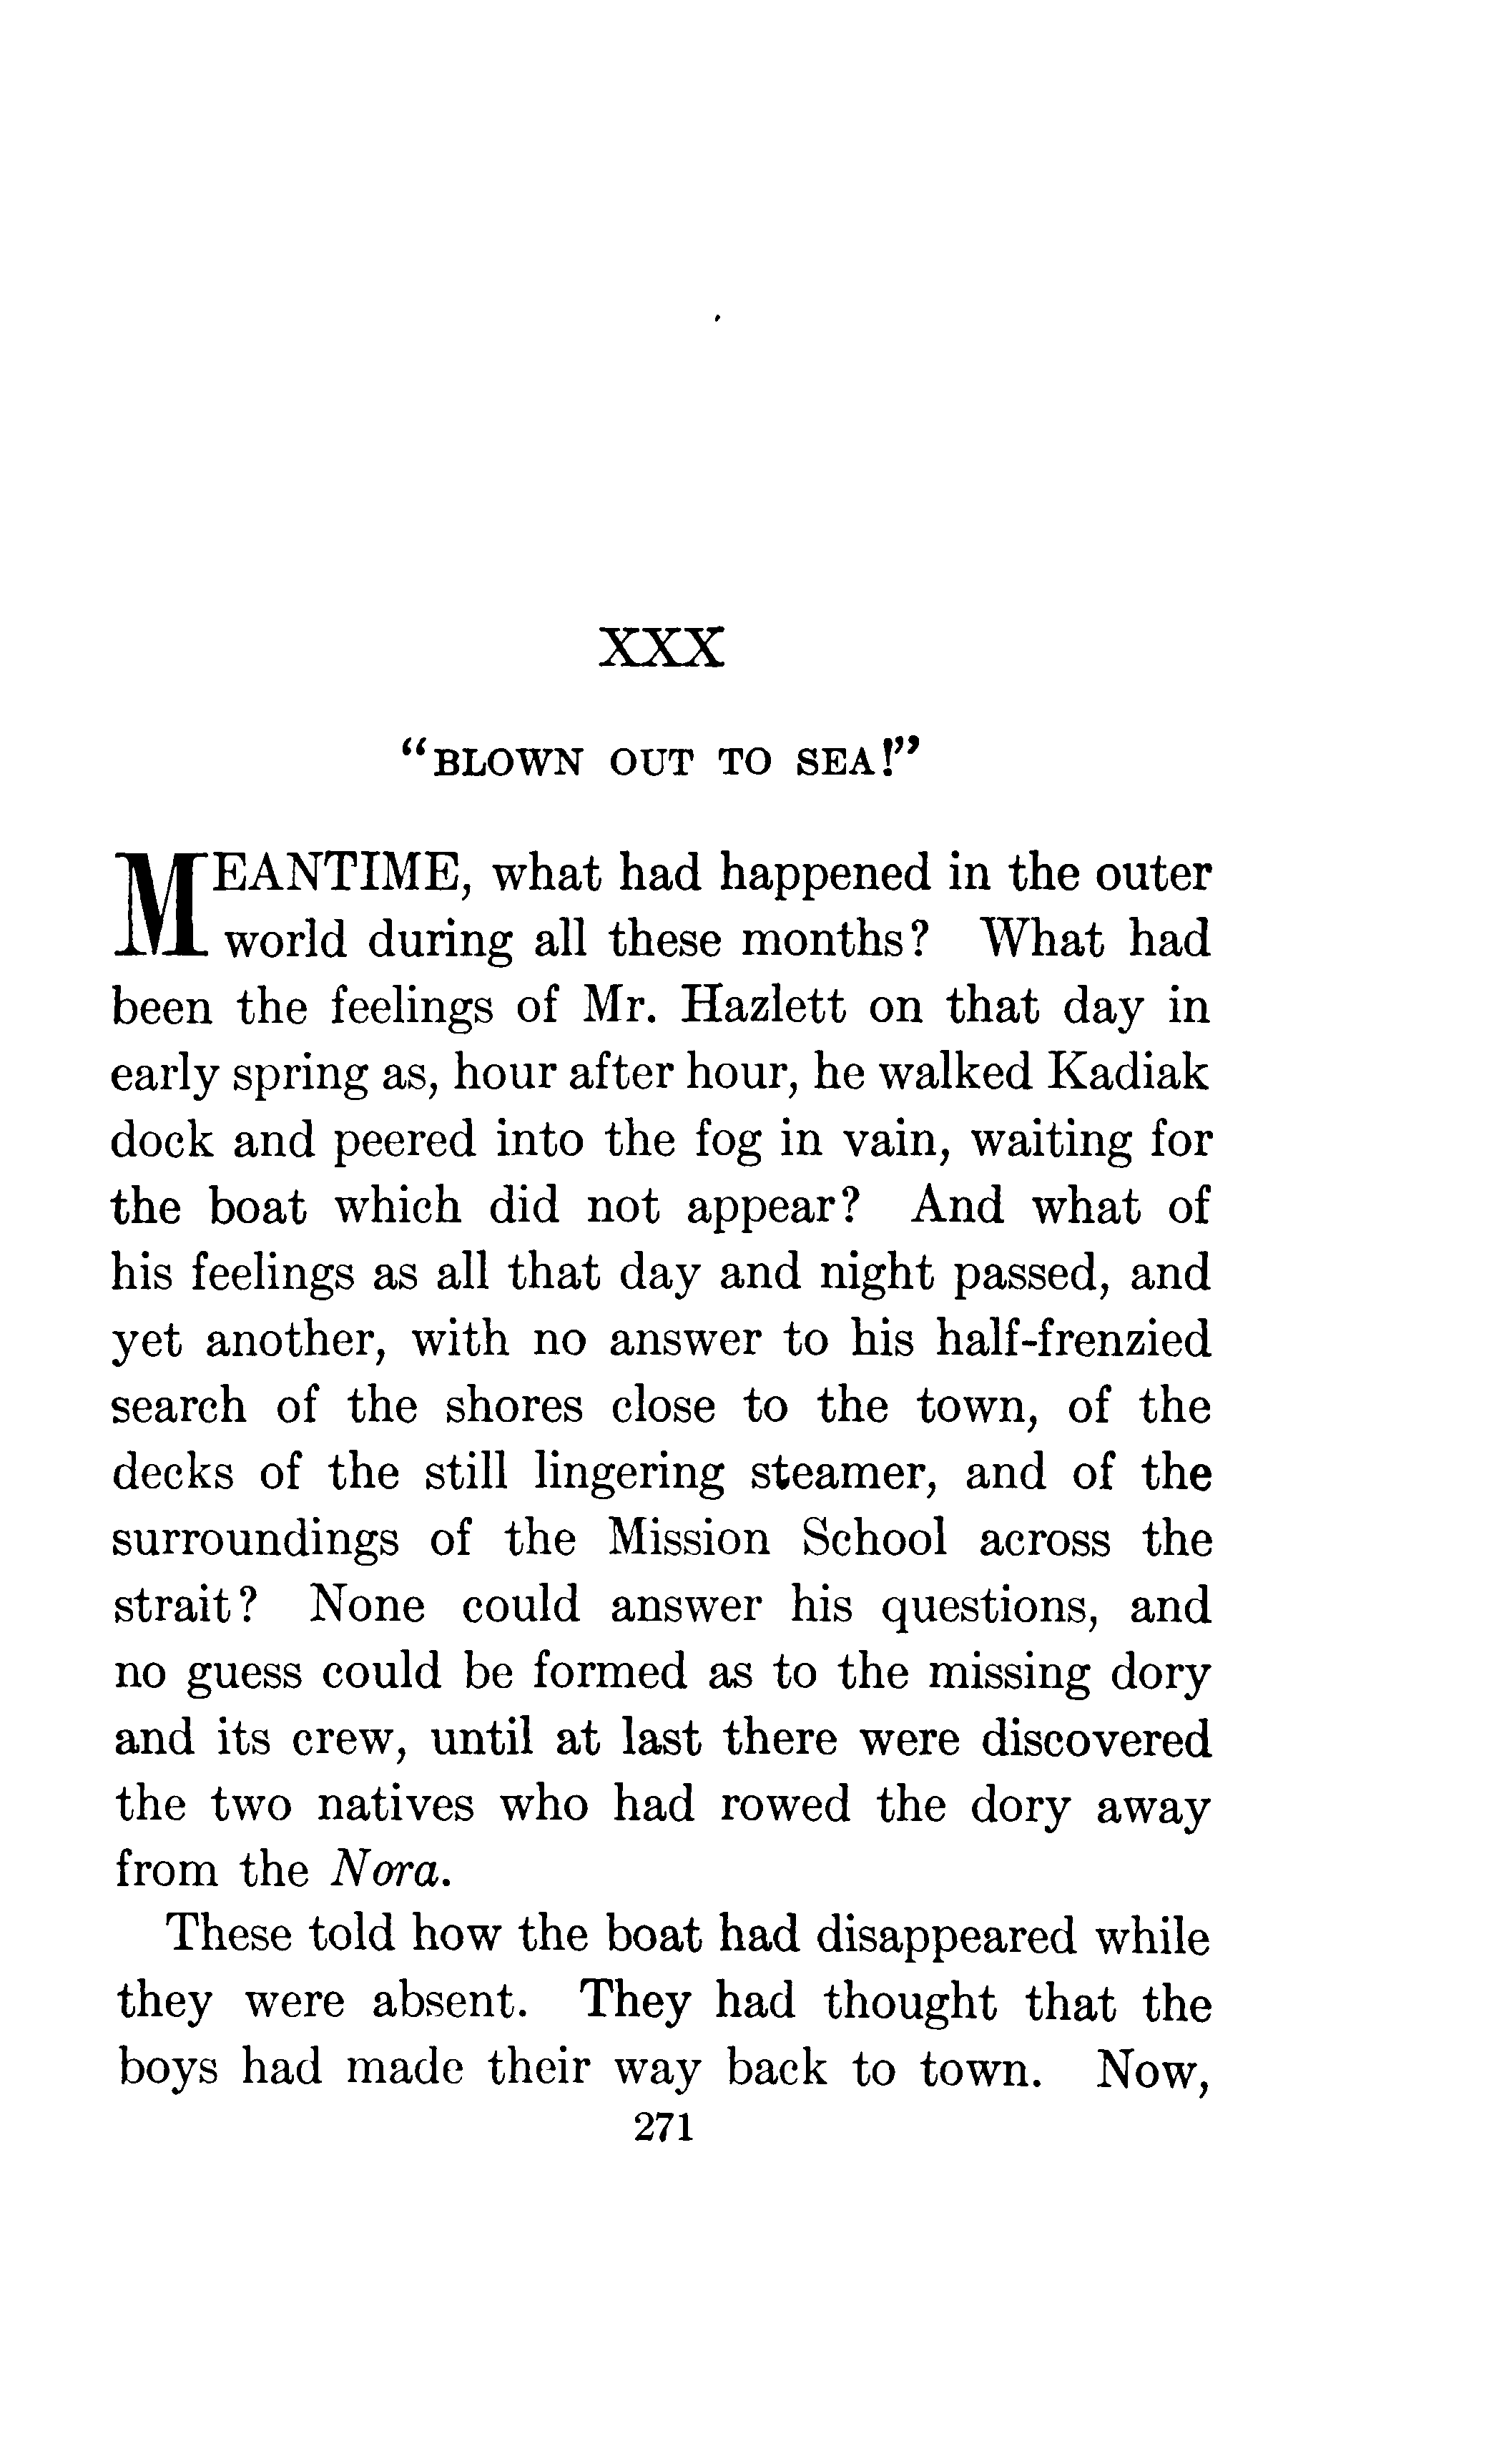 XXX
“BLOWN OUT TO SEA!”
MEANTIME, what had happened in the outer
world during all these months? What had
been the feelings of Mr. Hazlett on that day in
early spring as, hour after hour, he walked Kadiak
dock and peered into the fog in vain, waiting for
the boat which did not appear? And what of
his feelings as all that day and night passed, and
yet another, with no answer to his half-frenzied
search of the shores close to the town, of the
decks of the still lingering steamer, and of the
surroundings of the Mission School across the
strait? None could answer his questions, and
no guess could be formed as to the missing dory
and its crew, until at last there were discovered
the two natives who had rowed the dory away
from the Nora.
These told how the boat had disappeared while
they were absent. They had thought that the
boys had made their way back to town. Now,
271